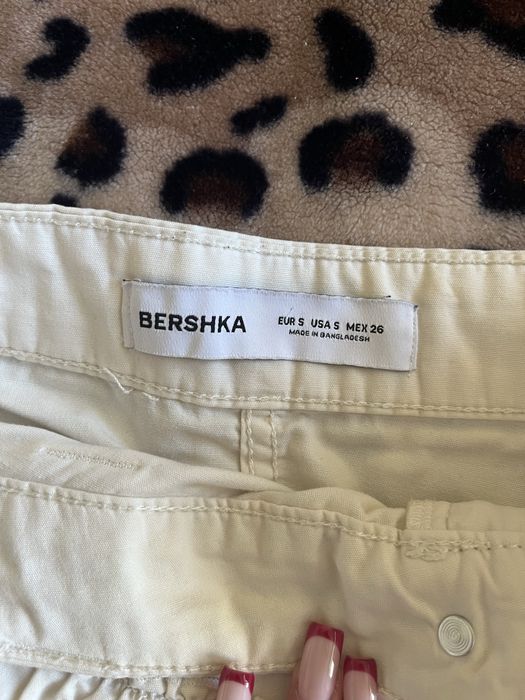 BERSHKA
EUR S USA S MEX 26
MADE IN BANGLADESH